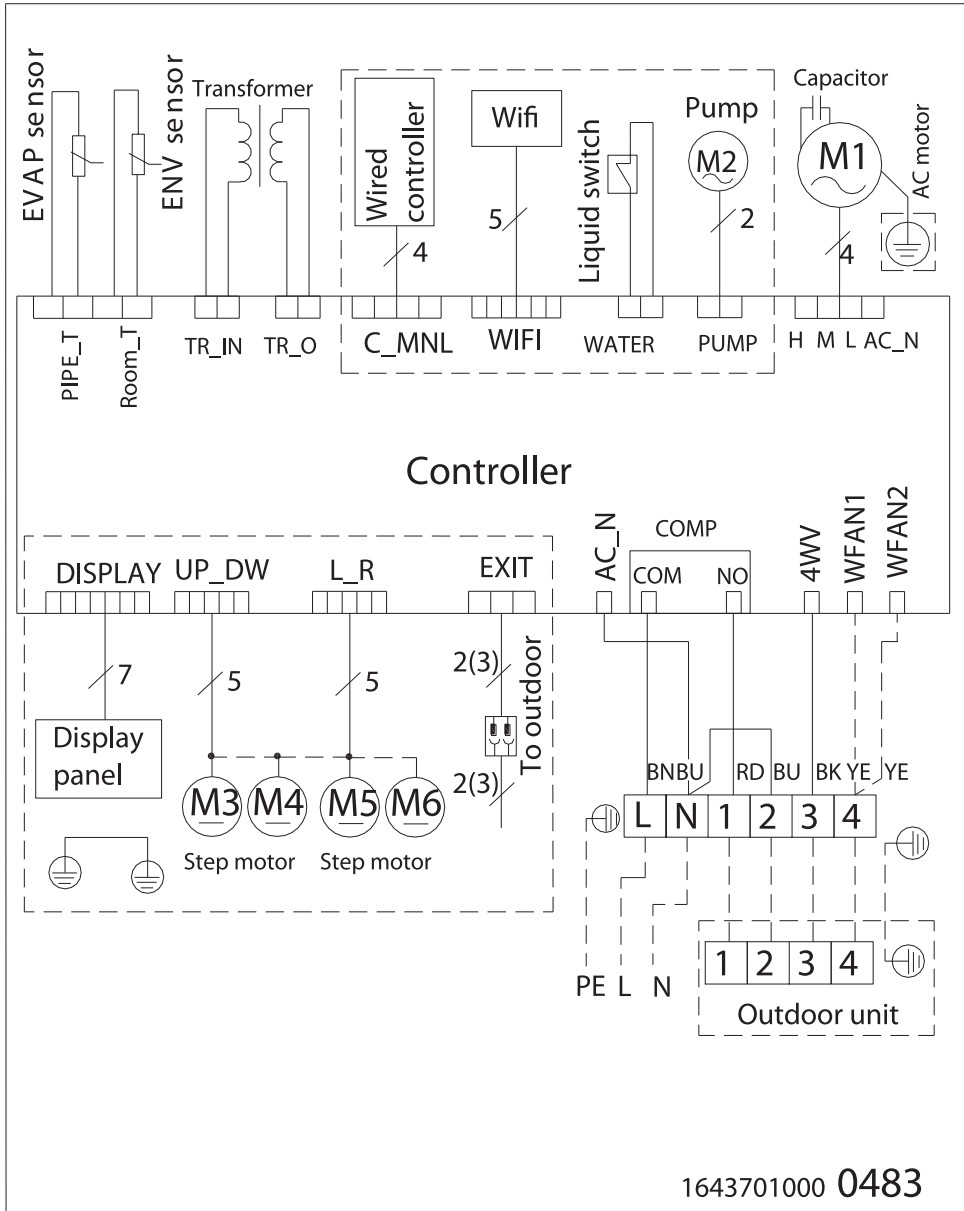 EVAP sensor
ENV sensor
Transformer
Wired
controller
4
Wifi
5
Liquid switch
Pump
M2
2
Capacitor
M1
4
AC motor
PIPE_T
Room_T
TR_IN
TR_O
C_MNL
WIFI
WATER
PUMP
H M L AC_N
Controller
DISPLAY
UP_DW
L_R
EXIT
AC_N
COMP
COM
NO
4WV
WFAN1
WFAN2
7
5
5
2(3)
2(3)
To outdoor
Display
panel
M3
M4
M5
M6
Step motor
Step motor
BN BU RD BU BK YE YE
L N 1 2 3 4
PE L N
1 2 3 4
Outdoor unit
1643701000 0483